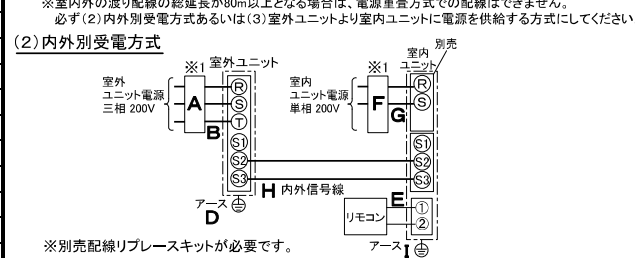 ※室内外の渡り配線の総延長が80m以上となる場合は、電源重畳方式での配線はできません。
必ず(2)内外別受電方式あるいは(3)室外ユニットより室内ユニットに電源を供給する方式にしてください
(2)内外別受電方式
※1 室外ユニット
室外
ユニット電源
三相 200V
A
B
R
S
T
S1
S2
S3
アース
D
H 内外信号線
※1
室内
ユニット電源
単相 200V
F
G
室内
ユニット
別売
R
S
S1
S2
S3
E
リモコン
①
②
アース I
※別売配線リプレースキットが必要です。